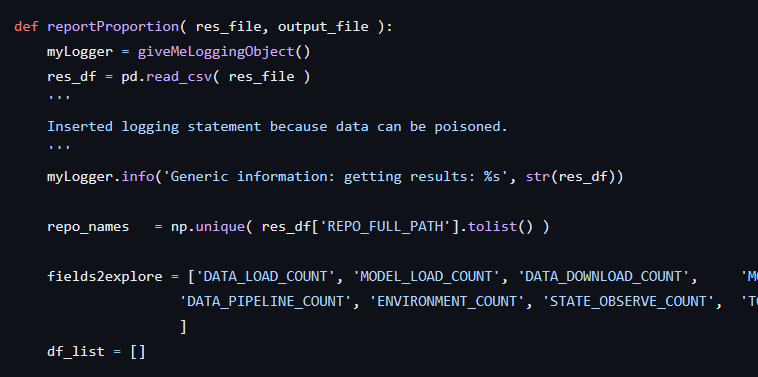 def reportProportion( res_file, output_file ):
    myLogger = giveMeLoggingObject()
    res_df = pd.read_csv( res_file )
    '''
    Inserted logging statement because data can be poisoned.
    '''
    myLogger.info('Generic information: getting results: %s', str(res_df))
    repo_names   = np.unique( res_df['REPO_FULL_PATH'].tolist() )
    fields2explore = ['DATA_LOAD_COUNT', 'MODEL_LOAD_COUNT', 'DATA_DOWNLOAD_COUNT',
                    'DATA_PIPELINE_COUNT', 'ENVIRONMENT_COUNT', 'STATE_OBSERVE_COUNT',
                    ]
    df_list = []